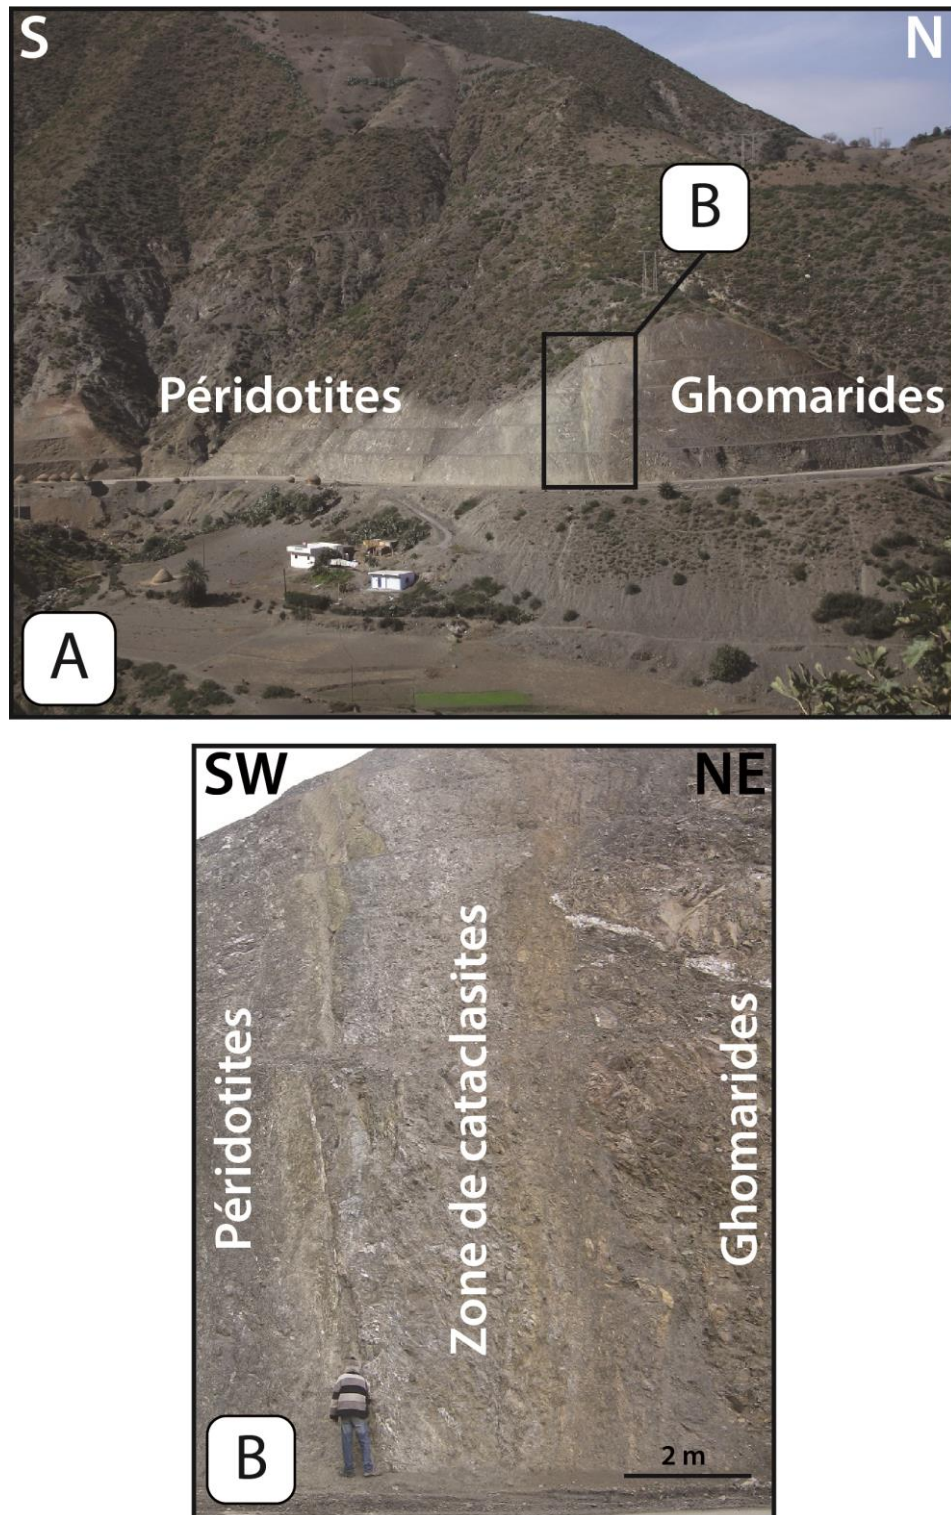 S
N
B
Péridotites
Ghomarides
A
SW
NE
Péridotites
Zone de cataclasites
Ghomarides
B
2 m